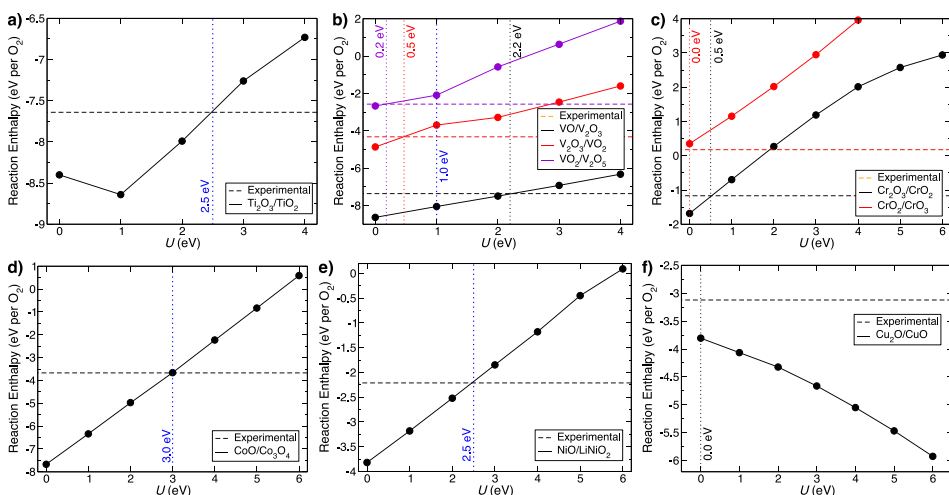 a)
-6.5
-7
-7.5
-8
-8.5
-9
Reaction Enthalpy (eV per O2)
0 1 2 3 4
U (eV)
2.5 eV
Experimental
Ti2O3/TiO2
b)
2
0
-2
-4
-6
-8
Reaction Enthalpy (eV per O2)
0 1 2 3 4
U (eV)
0.2 eV
0.5 eV
1.0 eV
2.2 eV
Experimental
VO/V2O3
V2O3/VO2
VO2/V2O5
c)
4
3
2
1
0
-1
-2
Reaction Enthalpy (eV per O2)
0 1 2 3 4 5 6
U (eV)
0.0 eV
0.5 eV
Experimental
Cr2O3/CrO2
CrO2/CrO3
d)
1
0
-1
-2
-3
-4
-5
-6
-7
-8
Reaction Enthalpy (eV per O2)
0 1 2 3 4 5 6
U (eV)
3.0 eV
Experimental
CoO/Co3O4
e)
0
-0.5
-1
-1.5
-2
-2.5
-3
-3.5
-4
Reaction Enthalpy (eV per O2)
0 1 2 3 4 5 6
U (eV)
2.5 eV
Experimental
NiO/LiNiO2
f)
-2.5
-3
-3.5
-4
-4.5
-5
-5.5
-6
Reaction Enthalpy (eV per O2)
0 1 2 3 4 5 6
U (eV)
0.0 eV
Experimental
Cu2O/CuO